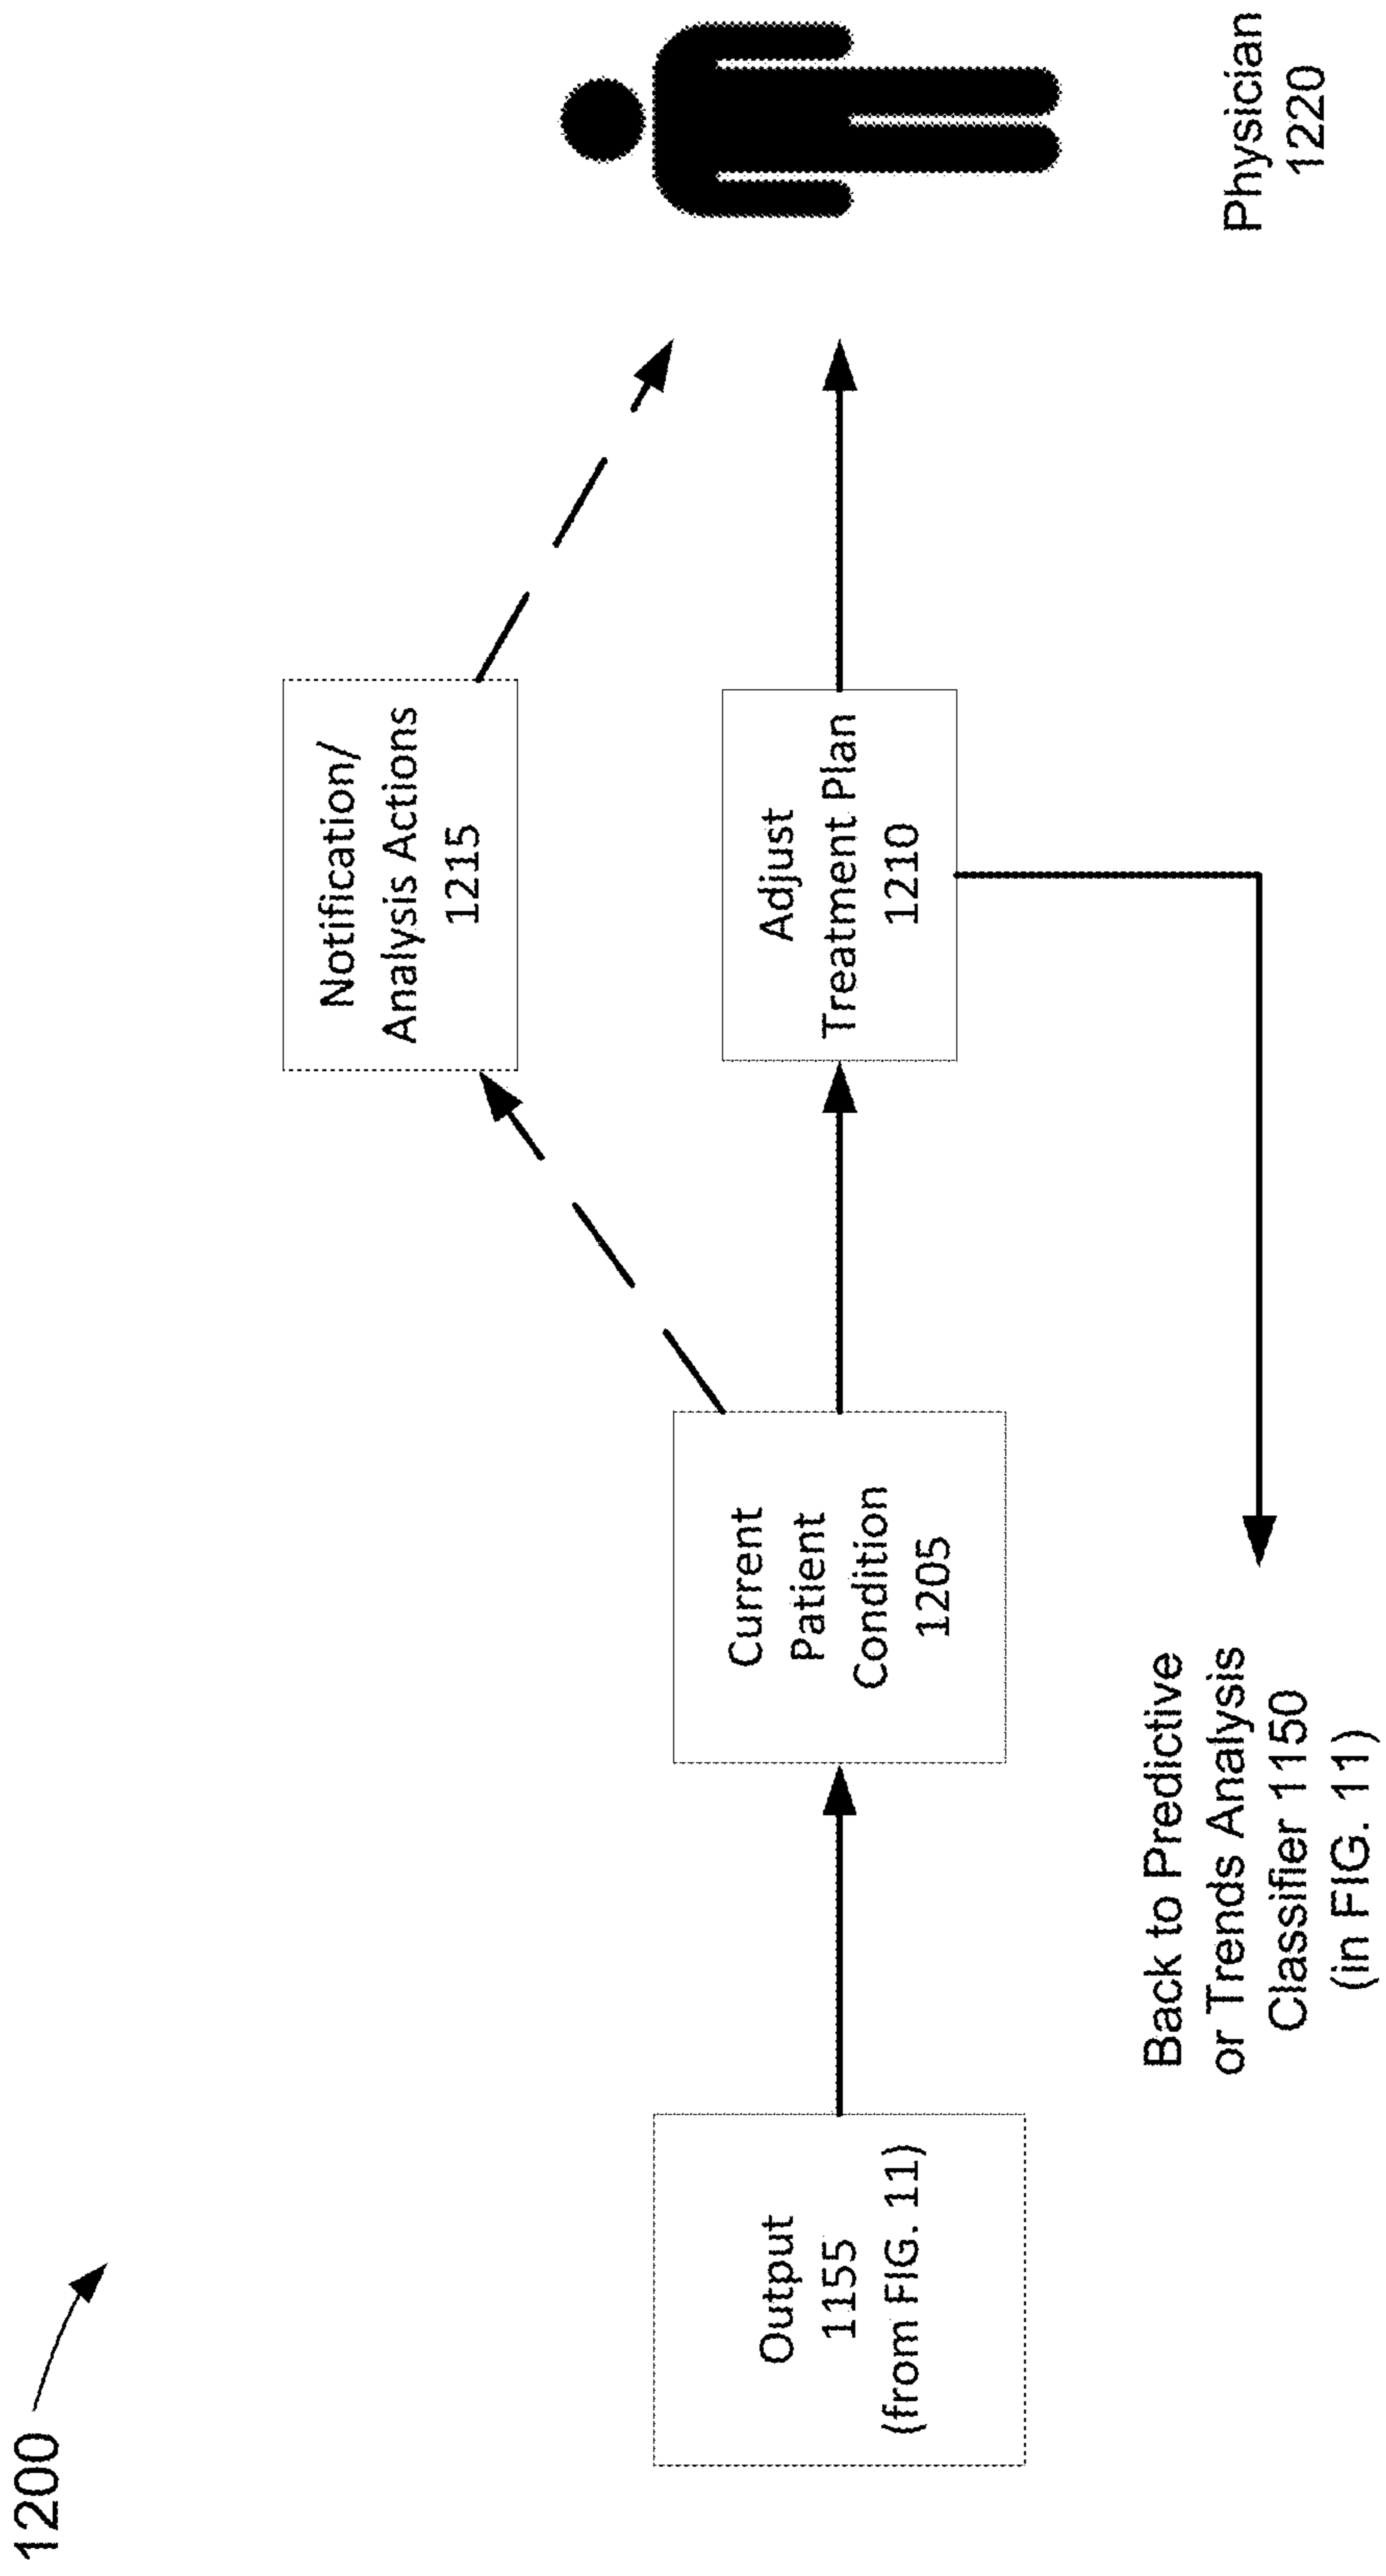 1200
Output
1155
(from FIG. 11)
Current
Patient
Condition
1205
Notification/
Analysis Actions
1215
Adjust
Treatment Plan
1210
Back to Predictive
or Trends Analysis
Classifier 1150
(in FIG. 11)
Physician
1220